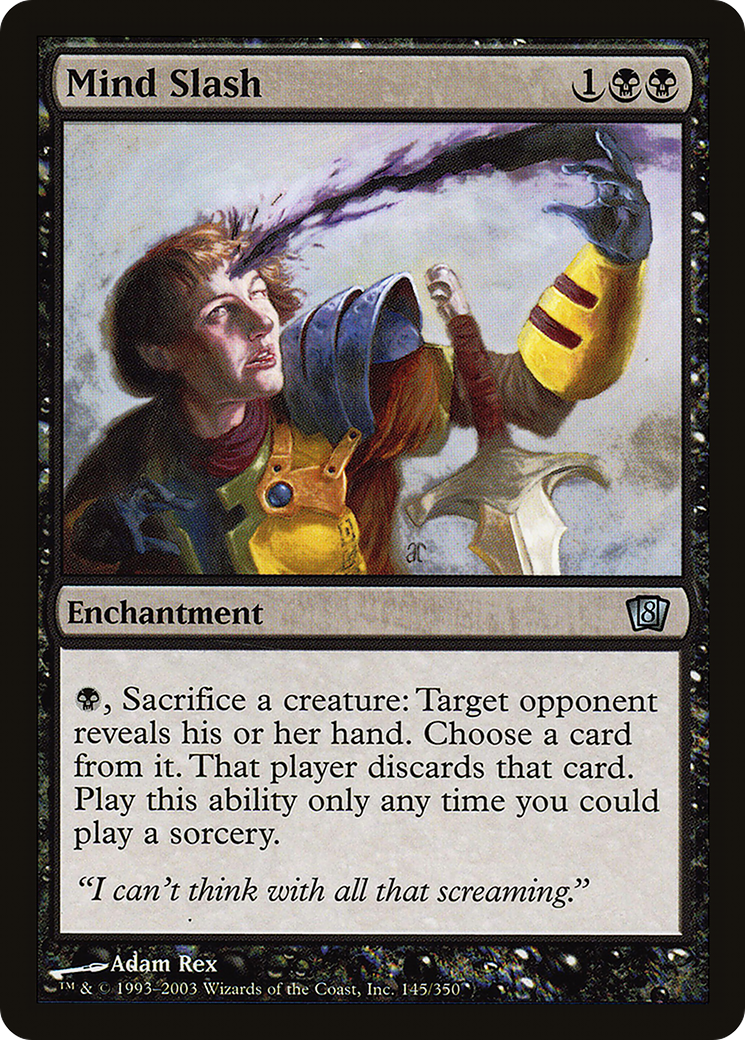 Mind Slash
1
Enchantment
8
, Sacrifice a creature: Target opponent
reveals his or her hand. Choose a card
from it. That player discards that card.
Play this ability only any time you could
play a sorcery.
“I can’t think with all that screaming.”
Adam Rex
™ & © 1993–2003 Wizards of the Coast, Inc. 145/350